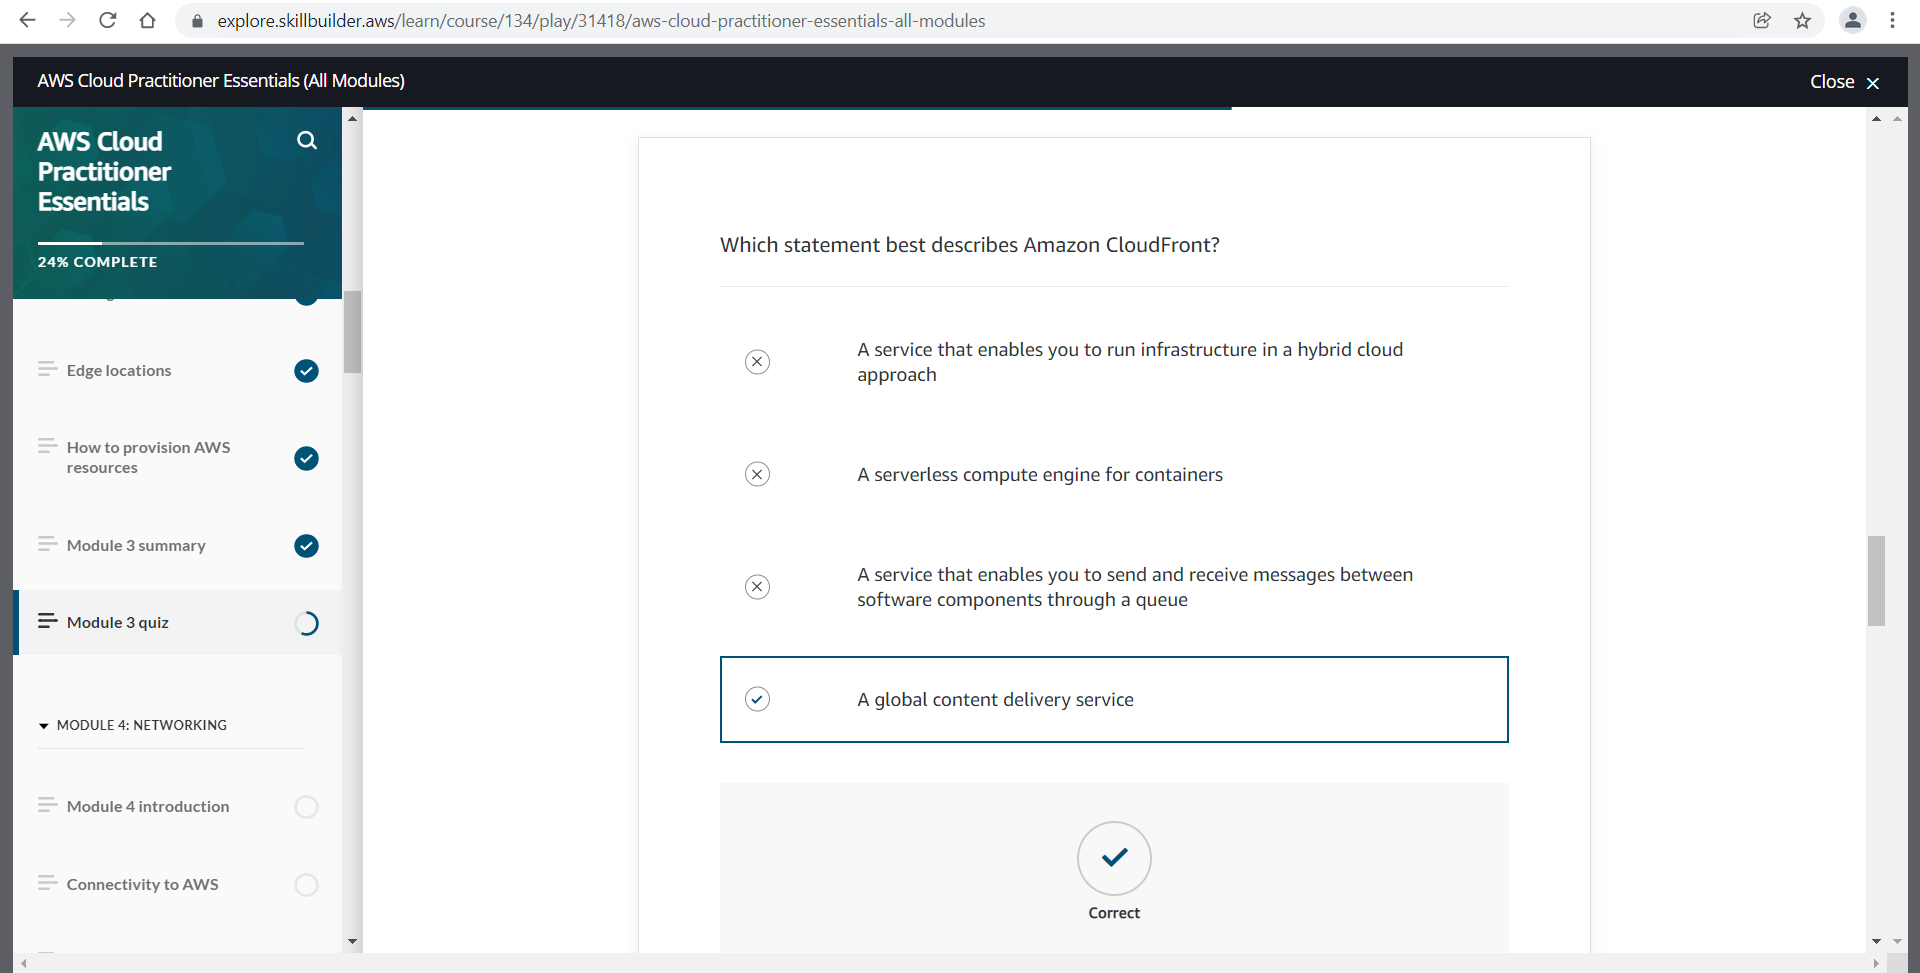 explore.skillbuilder.aws/learn/course/134/play/31418/aws-cloud-practitioner-essentials-all-modules
AWS Cloud Practitioner Essentials (All Modules)
Close
AWS Cloud
Practitioner
Essentials
24% COMPLETE
Edge locations
How to provision AWS
resources
Module 3 summary
Module 3 quiz
MODULE 4: NETWORKING
Module 4 introduction
Connectivity to AWS
Which statement best describes Amazon CloudFront?
A service that enables you to run infrastructure in a hybrid cloud
approach
A serverless compute engine for containers
A service that enables you to send and receive messages between
software components through a queue
A global content delivery service
Correct